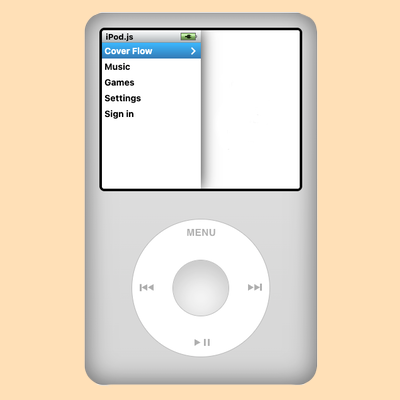 iPod.js
Cover Flow
Music
Games
Settings
Sign in
MENU